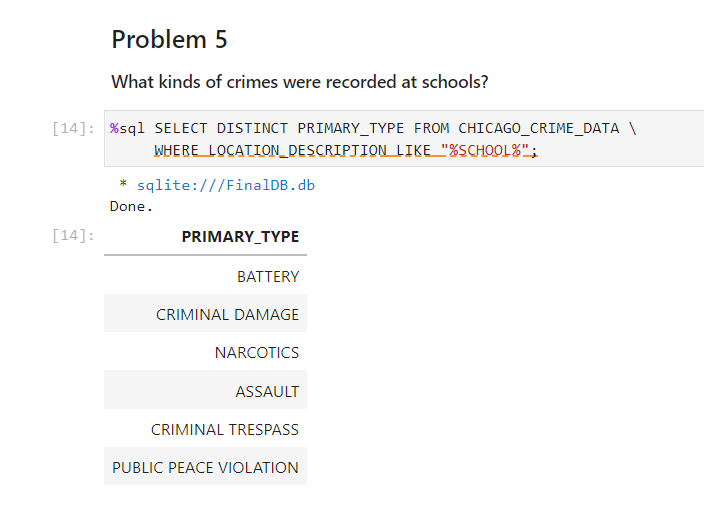 Problem 5
What kinds of crimes were recorded at schools?
[14]: %sql SELECT DISTINCT PRIMARY_TYPE FROM CHICAGO_CRIME_DATA \
WHERE LOCATION_DESCRIPTION LIKE "%SCHOOL%";
* sqlite:///FinalDB.db
Done.
[14]: PRIMARY_TYPE
BATTERY
CRIMINAL DAMAGE
NARCOTICS
ASSAULT
CRIMINAL TRESPASS
PUBLIC PEACE VIOLATION